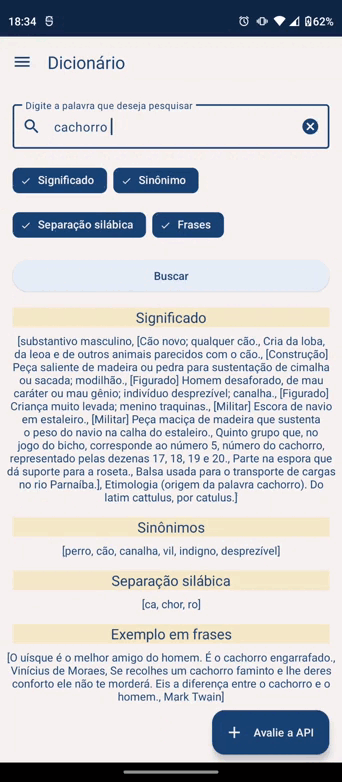 18:34
62%
Dicionário
Digite a palavra que deseja pesquisar
cachorro
Significado
Sinônimo
Separação silábica
Frases
Buscar
Significado
[substantivo masculino, [Cão novo; qualquer cão., Cria da loba,
da leoa e de outros animais parecidos com o cão., [Construção]
Peça saliente de madeira ou pedra para sustentação de cimalha
ou sacada; modilhão., [Figurado] Homem desaforado, de mau
caráter ou mau gênio; indivíduo desprezível; canalha., [Figurado]
Criança muito levada; menino traquinas., [Militar] Escora de navio
em estaleiro., [Militar] Peça maciça de madeira que sustenta
o peso do navio na calha do estaleiro., Quinto grupo que, no
jogo do bicho, corresponde ao número 5, número do cachorro,
representado pelas dezenas 17, 18, 19 e 20., Parte na espora que
dá suporte para a roseta., Balsa usada para o transporte de cargas
no rio Parnaíba.], Etimologia (origem da palavra cachorro). Do
latim cattulus, por catulus.]
Sinônimos
[perro, cão, canalha, vil, indigno, desprezível]
Separação silábica
[ca, chor, ro]
Exemplo em frases
[O uísque é o melhor amigo do homem. É o cachorro engarrafado.,
Vinícius de Moraes, Se recolhes um cachorro faminto e lhe deres
conforto ele não te morderá. Eis a diferença entre o cachorro e o
homem., Mark Twain]
Avalie a API